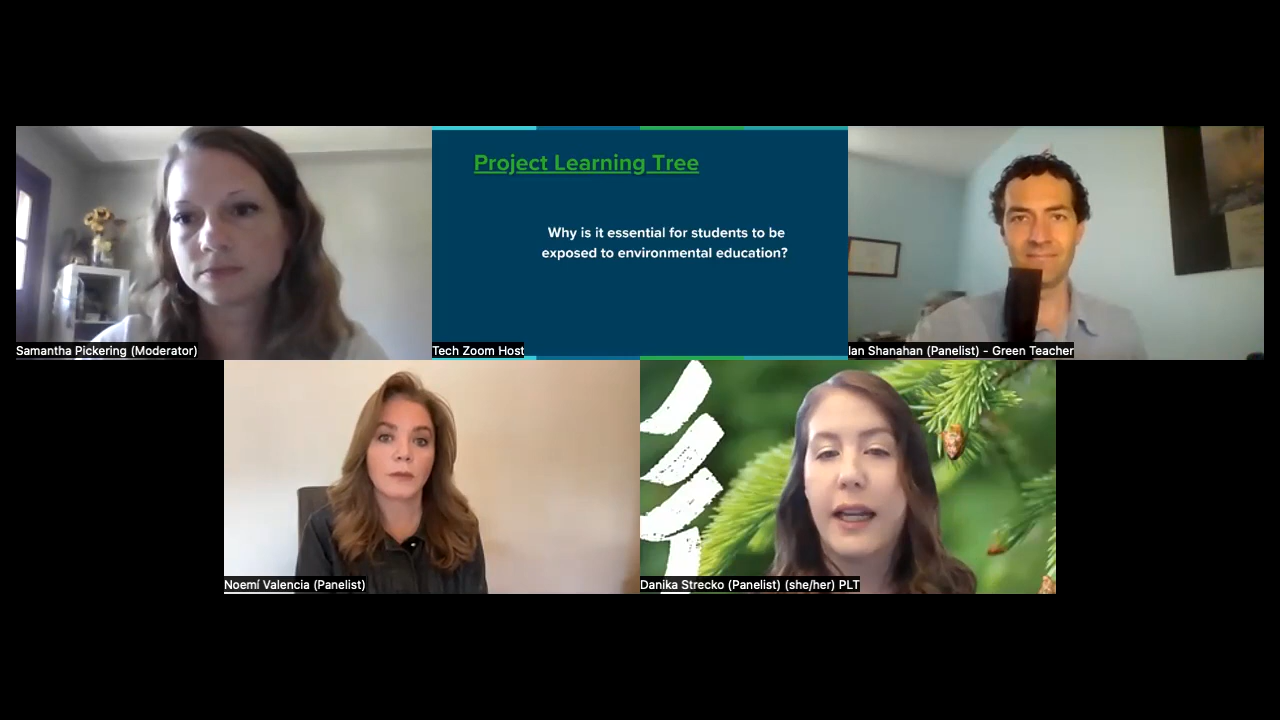 Project Learning Tree
Why is it essential for students to be
exposed to environmental education?
Samantha Pickering (Moderator)
Tech Zoom Host
Ian Shanahan (Panelist) - Green Teacher
Noemí Valencia (Panelist)
Danika Strecko (Panelist) (she/her) PLT